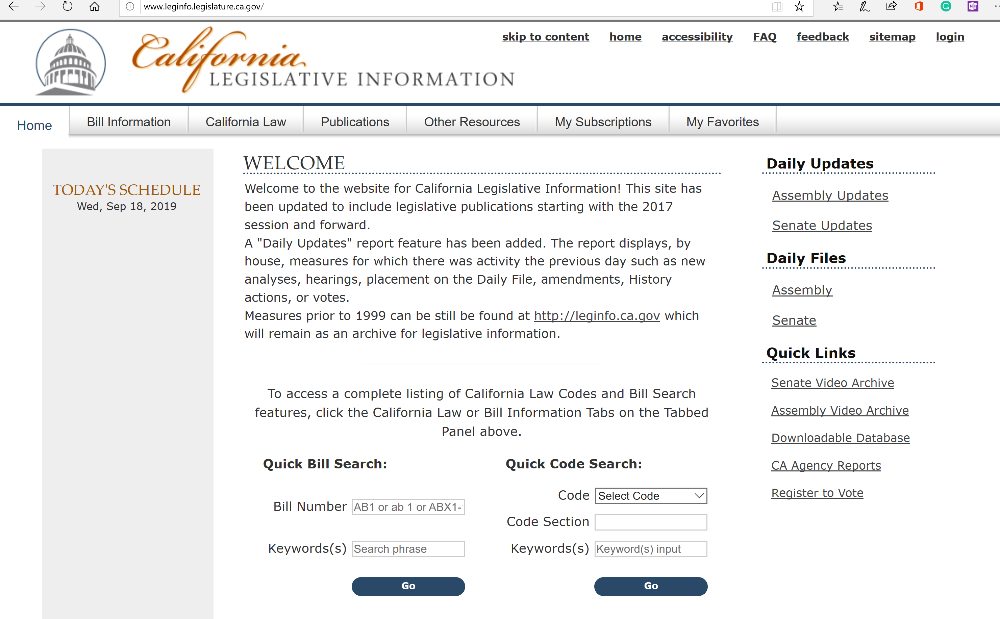 www.leginfo.legislature.ca.gov/
California
LEGISLATIVE INFORMATION
skip to content home accessibility FAQ feedback sitemap login
Home Bill Information California Law Publications Other Resources My Subscriptions My Favorites
TODAY'S SCHEDULE
Wed, Sep 18, 2019
WELCOME
Welcome to the website for California Legislative Information! This site has
been updated to include legislative publications starting with the 2017
session and forward.
A "Daily Updates" report feature has been added. The report displays, by
house, measures for which there was activity the previous day such as new
analyses, hearings, placement on the Daily File, amendments, History
actions, or votes.
Measures prior to 1999 can be still be found at http://leginfo.ca.gov which
will remain as an archive for legislative information.
To access a complete listing of California Law Codes and Bill Search
features, click the California Law or Bill Information Tabs on the Tabbed
Panel above.
Quick Bill Search:
Bill Number AB1 or ab 1 or ABX1-
Keywords(s) Search phrase
Go
Quick Code Search:
Code Select Code
Code Section
Keywords(s) Keyword(s) input
Go
Daily Updates
Assembly Updates
Senate Updates
Daily Files
Assembly
Senate
Quick Links
Senate Video Archive
Assembly Video Archive
Downloadable Database
CA Agency Reports
Register to Vote